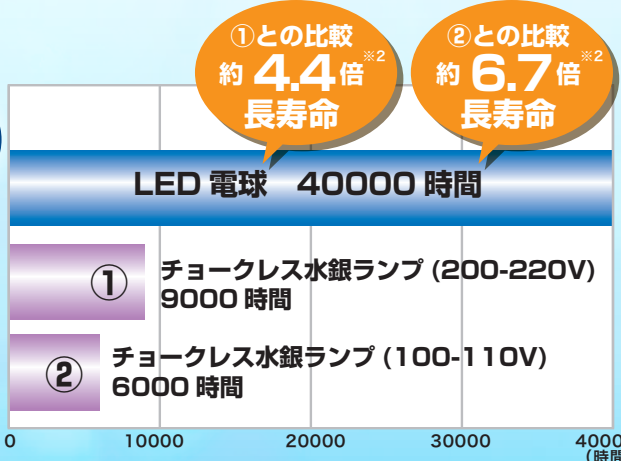 ①との比較
約 4.4倍※2
長寿命
②との比較
約 6.7倍※2
長寿命
LED 電球　40000 時間
①
チョークレス水銀ランプ (200-220V)
9000 時間
②
チョークレス水銀ランプ (100-110V)
6000 時間
0 10000 20000 30000 4000
(時間